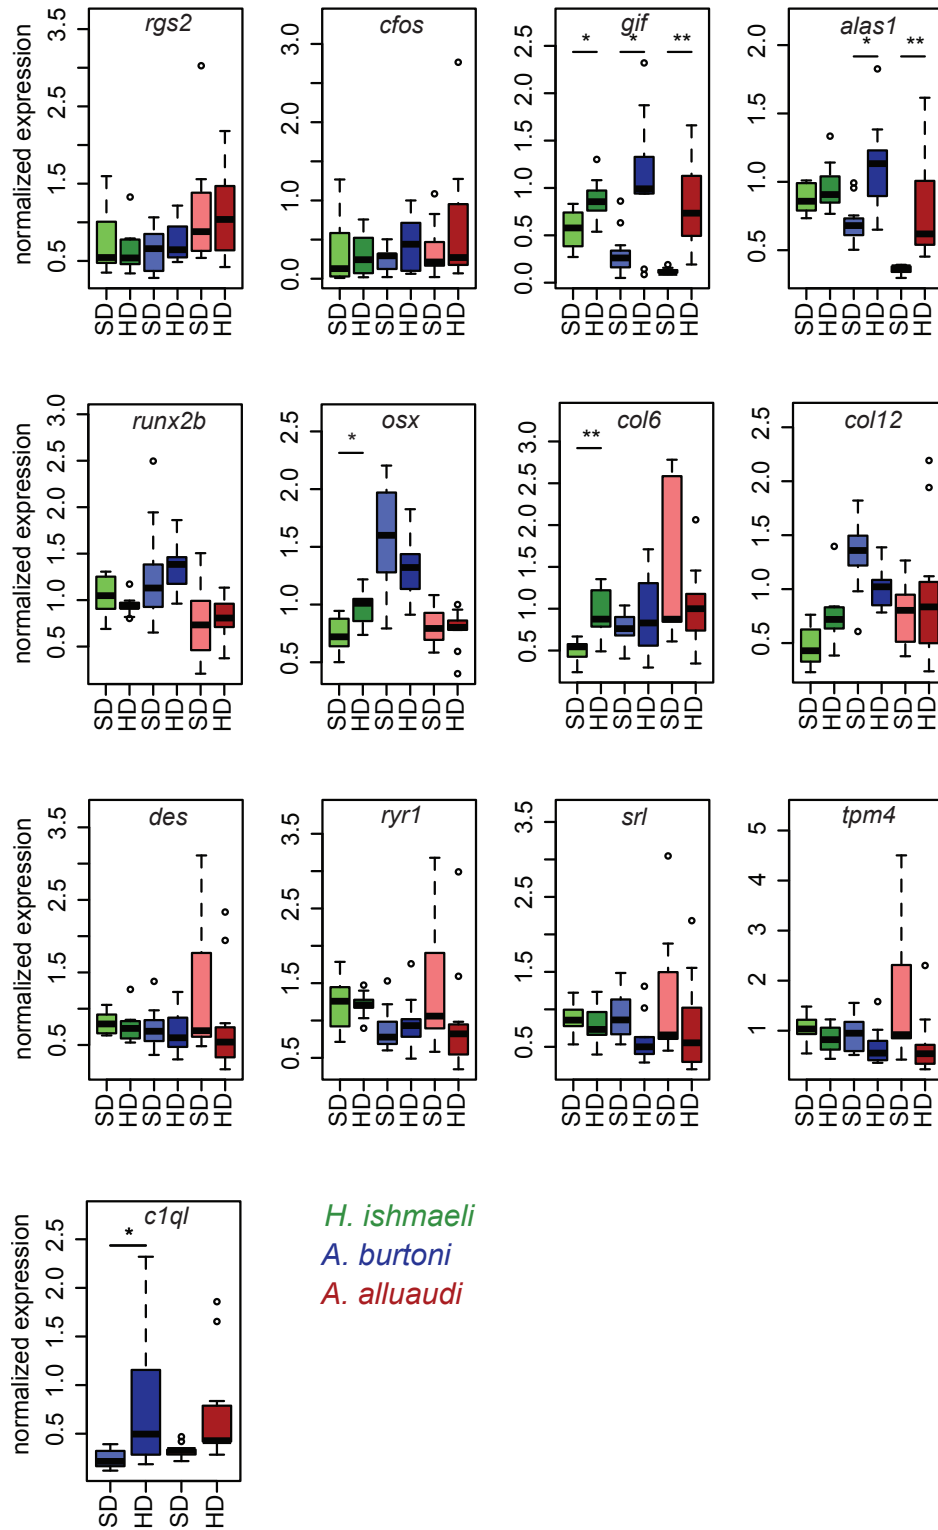 rgs2 cfos gif alas1
normalized expression
0.5 1.5 2.5 3.5
0.0 1.0 2.0 3.0
0.0 0.5 1.0 1.5 2.0 2.5
0.5 1.0 1.5 2.0
* * **
* **
SD HD SD HD SD HD
SD HD SD HD SD HD
SD HD SD HD SD HD
SD HD SD HD SD HD
runx2b osx col6 col12
normalized expression
0.5 1.0 1.5 2.0 2.5 3.0
0.5 1.0 1.5 2.0 2.5
0.5 1.0 1.5 2.0 2.5 3.0
0.5 1.0 1.5 2.0 2.5
*
**
SD HD SD HD SD HD
SD HD SD HD SD HD
SD HD SD HD SD HD
SD HD SD HD SD HD
des ryr1 srl tpm4
normalized expression
0.5 1.5 2.5 3.5
0.5 1.5 2.5 3.5
0.5 1.5 2.5 3.5
1 2 3 4 5
SD HD SD HD SD HD
SD HD SD HD SD HD
SD HD SD HD SD HD
SD HD SD HD SD HD
c1ql
normalized expression
0.5 1.0 1.5 2.0 2.5
*
SD HD SD HD
H. ishmaeli
A. burtoni
A. alluaudi